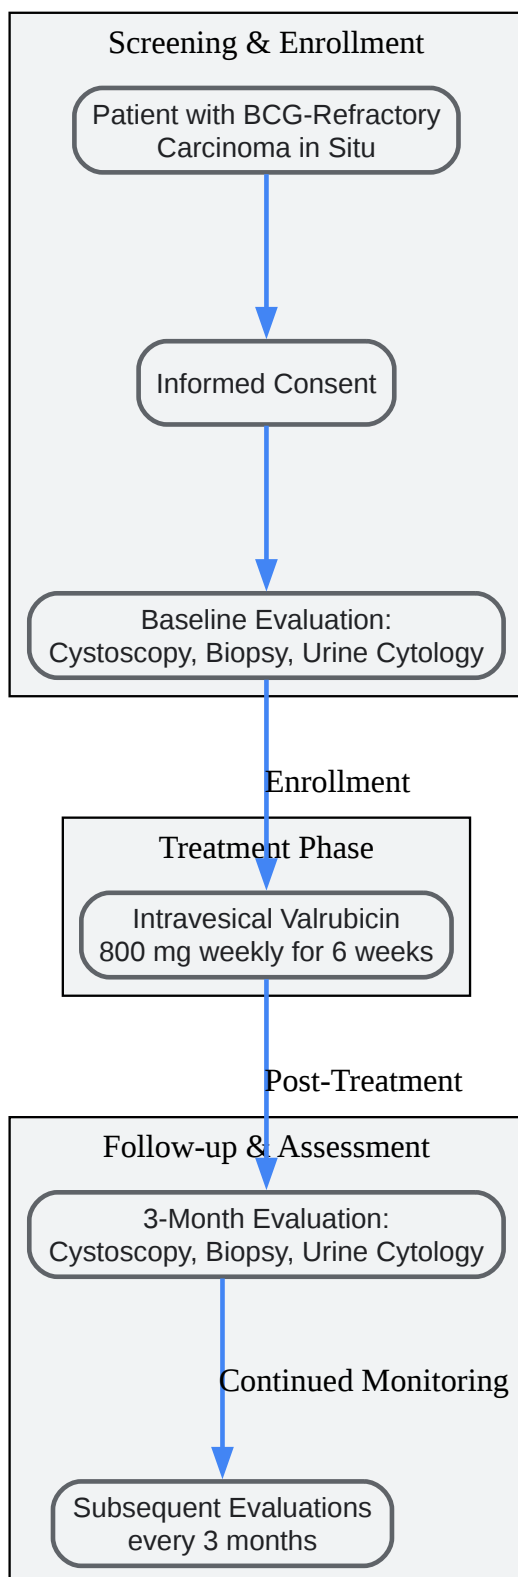 Screening & Enrollment
Patient with BCG-Refractory
Carcinoma in Situ
Informed Consent
Baseline Evaluation:
Cystoscopy, Biopsy, Urine Cytology
Enrollment
Treatment Phase
Intravesical Valrubicin
800 mg weekly for 6 weeks
Post-Treatment
Follow-up & Assessment
3-Month Evaluation:
Cystoscopy, Biopsy, Urine Cytology
Continued Monitoring
Subsequent Evaluations
every 3 months